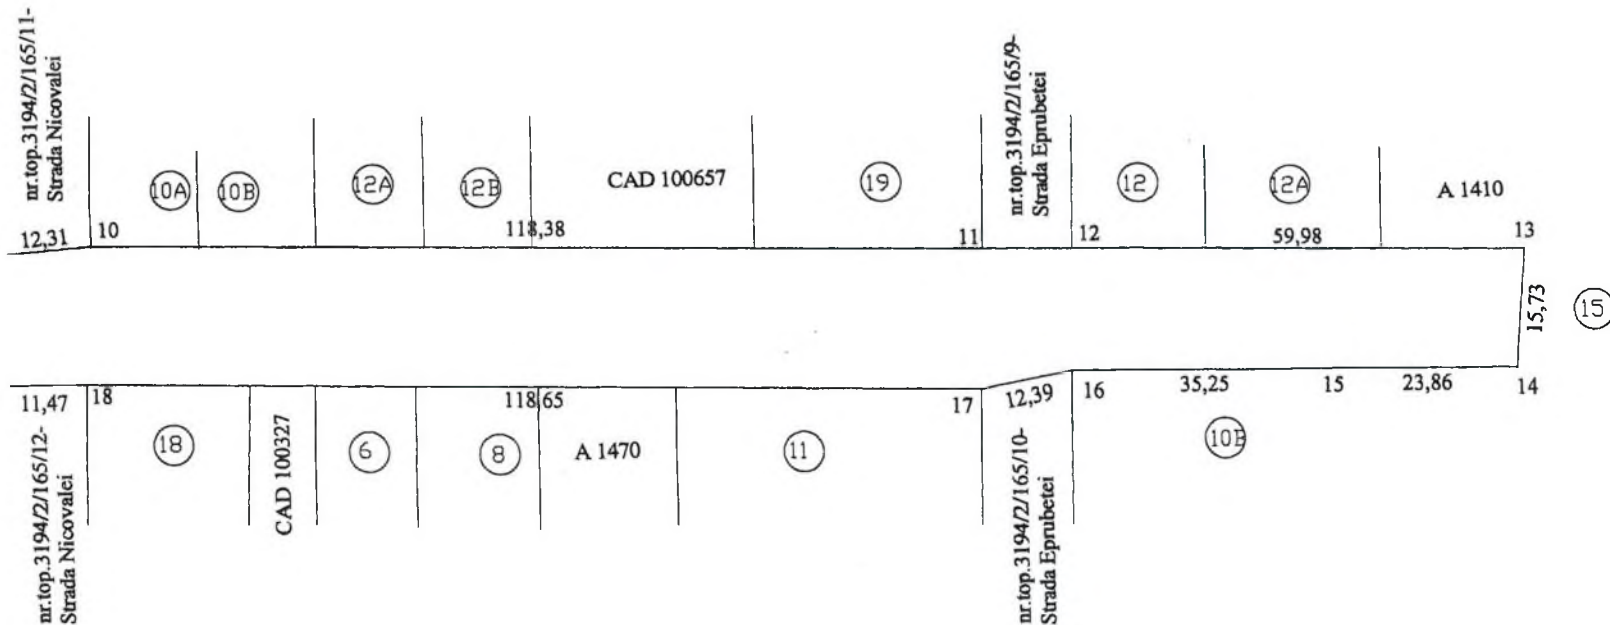 nr.top.3194/2/165/11-
Strada Nicovalei
nr.top.3194/2/165/9-
Strada Eprubetei
10A
10B
12A
12B
CAD 100657
19
12
12A
A 1410
12,31
10
118,38
11
12
59,98
13
15,73
15
11,47
18
118,65
17
12,39
16
35,25
15
23,86
14
18
CAD 100327
6
8
A 1470
11
10B
nr.top.3194/2/165/12-
Strada Nicovalei
nr.top.3194/2/165/10-
Strada Eprubetei